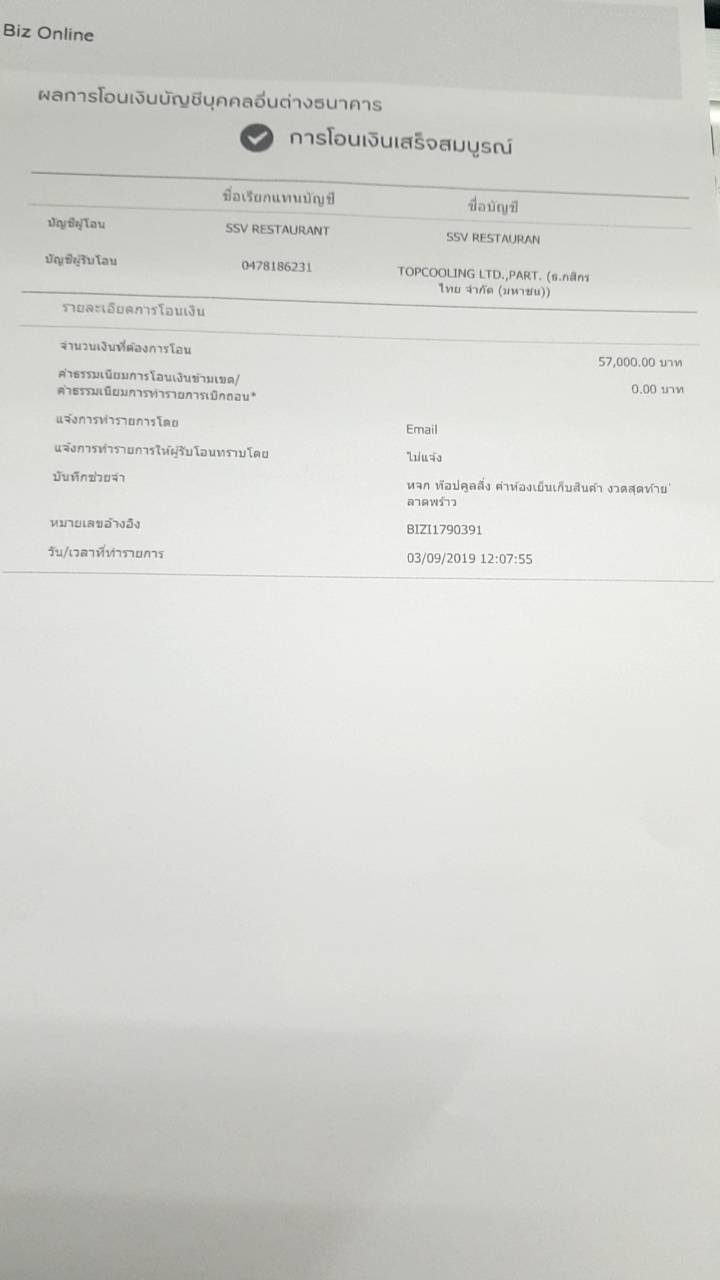 Biz Online
ผลการโอนเงินบัญชีบุคคลอื่นต่างธนาคาร
การโอนเงินเสร็จสมบูรณ์
ชื่อเรียกแทนบัญชี ชื่อบัญชี
บัญชีผู้โอน SSV RESTAURANT SSV RESTAURAN
บัญชีผู้รับโอน 0478186231 TOPCOOLING LTD.,PART. (ธ.กสิกร
ไทย จำกัด (มหาชน))
รายละเอียดการโอนเงิน
จำนวนเงินที่ต้องการโอน 57,000.00 บาท
ค่าธรรมเนียมการโอนเงินข้ามเขต/
ค่าธรรมเนียมการทำรายการเบิกถอน* 0.00 บาท
แจ้งการทำรายการโดย Email
แจ้งการทำรายการให้ผู้รับโอนทราบโดย ไม่แจ้ง
บันทึกช่วยจำ หจก ท๊อปคูลลิ่ง ค่าห้องเย็นเก็บสินค้า งวดสุดท้าย
ลาดพร้าว
หมายเลขอ้างอิง BIZI1790391
วัน/เวลาที่ทำรายการ 03/09/2019 12:07:55